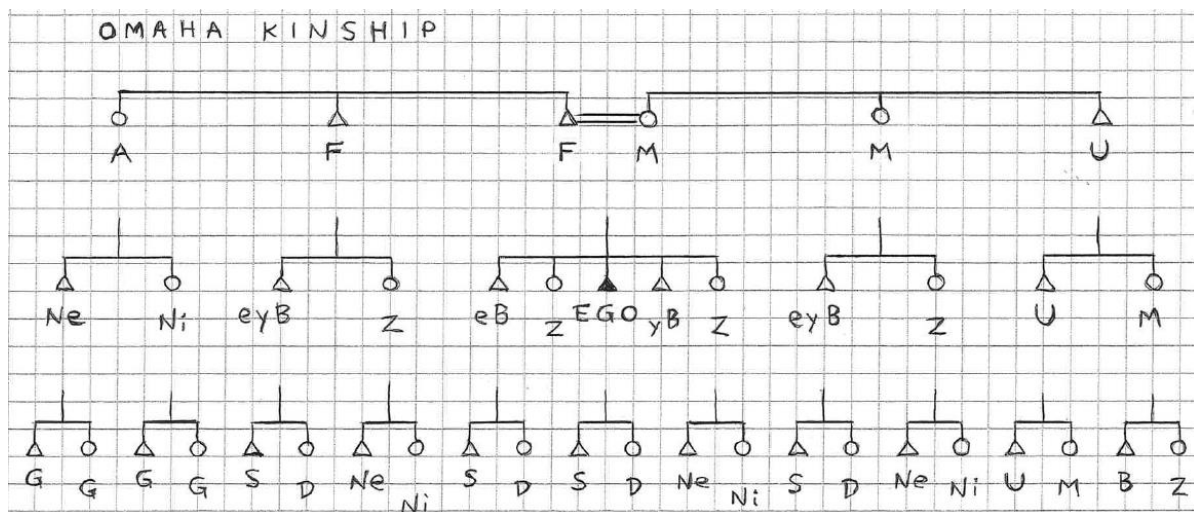 OMAHA KINSHIP
A F F M M U
Ne Ni eyB Z eB Z EGO yB Z eyB Z U M
G G G G S D Ne Ni S D S D Ne Ni S D Ne Ni U M B Z